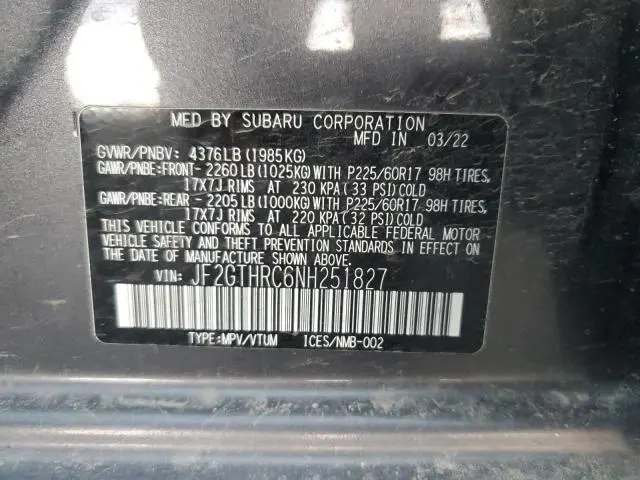 MFD BY SUBARU CORPORATION
MFD IN 03/22
GVWR/PNBV: 4376LB (1985KG)
GAWR/PNBE-FRONT- 2260LB (1025KG) WITH P225/60R17 98H TIRES,
17X7J RIMS AT 230 KPA (33 PSI) COLD
GAWR/PNBE-REAR - 2205LB (1000KG) WITH P225/60R17 98H TIRES,
17X7J RIMS AT 220 KPA (32 PSI) COLD
THIS VEHICLE CONFORMS TO ALL APPLICABLE FEDERAL MOTOR
VEHICLE SAFETY AND THEFT PREVENTION STANDARDS IN EFFECT ON
THE DATE OF MANUFACTURE SHOWN ABOVE.
VIN: JF2GTHRC6NH251827
TYPE:MPV/VTUM ICES/NMB-002